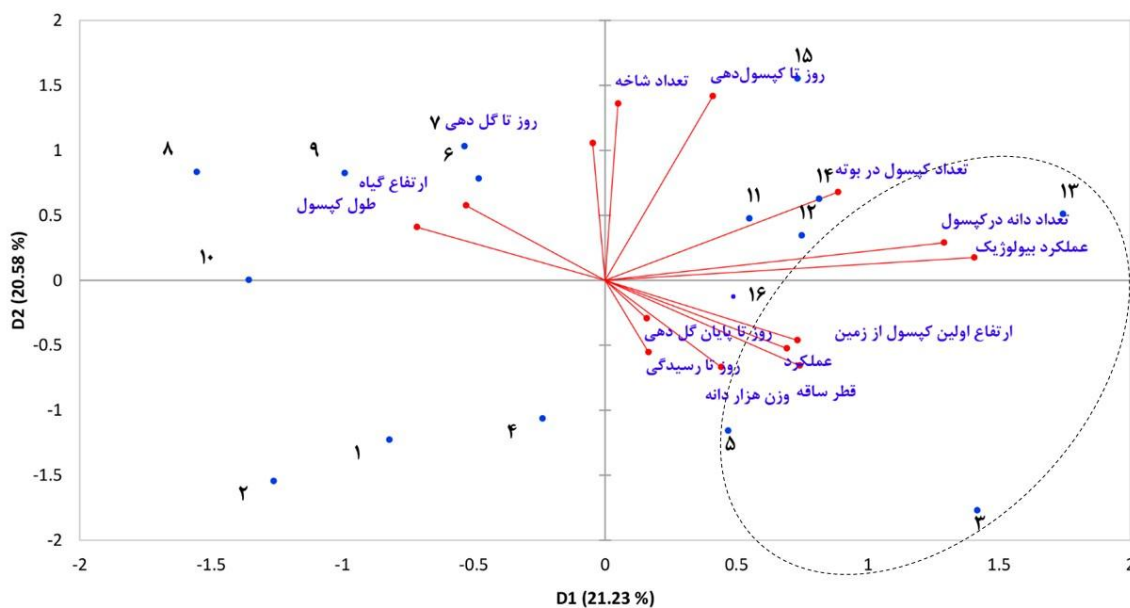 2
1.5
1
0.5
0
-0.5
-1
-1.5
-2
D2 (20.58 %)
۱۵
روز تا کپسول‌دهی
تعداد شاخه
۷
روز تا گل دهی
۸
۹
۶
ارتفاع گیاه
طول کپسول
۱۴
تعداد کپسول در بوته
۱۳
۱۱
۱۲
تعداد دانه درکپسول
عملکرد بیولوژیک
۱۰
۱۶
روز تا پایان گل دهی
ارتفاع اولین کپسول از زمین
روز تا رسیدگی
عملکرد
وزن هزار دانه
قطر ساقه
۴
۵
۱
۲
۳
-2
-1.5
-1
-0.5
0
0.5
1
1.5
2
D1 (21.23 %)